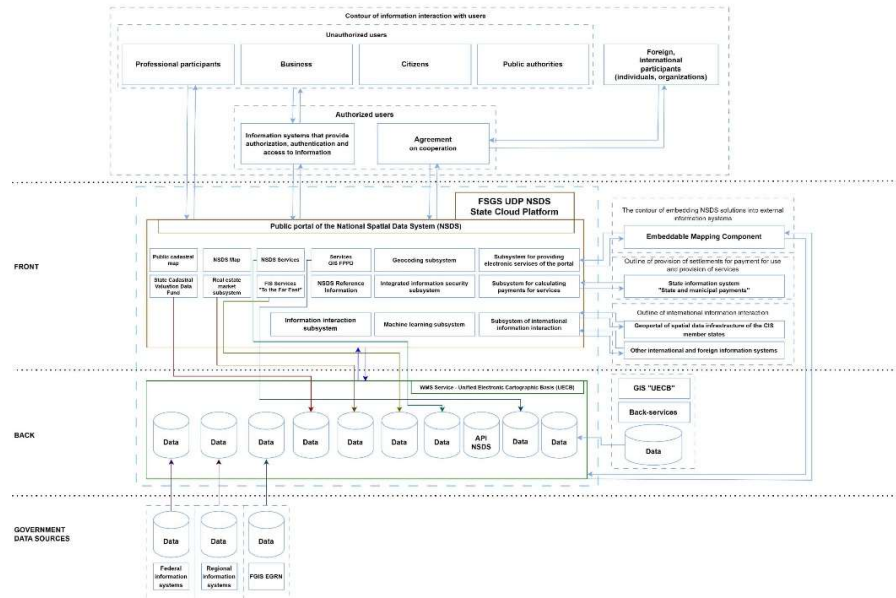 Contour of information interaction with users
Unauthorized users
Professional participants
Business
Citizens
Public authorities
Foreign,
international
participants
(individuals, organizations)
Authorized users
Information systems that provide
authorization, authentication and
access to information
Agreement
on cooperation
FSGS UDP NSDS
State Cloud Platform
Public portal of the National Spatial Data System (NSDS)
FRONT
Public cadastral
map
NSDS Map
NSDS Services
Services
GIS FPPD
Geocoding subsystem
Subsystem for providing
electronic services of the portal
State Cadastral
Valuation Data
Fund
Real estate
market
subsystem
FIS Services
"To the Far East"
NSDS Reference
Information
Integrated information security
subsystem
Subsystem for calculating
payments for services
Information interaction
subsystem
Machine learning subsystem
Subsystem of international
information interaction
The contour of embedding NSDS solutions into external
information systems
Embeddable Mapping Component
Outline of provision of settlements for payment for use
and provision of services
State information system
"State and municipal payments"
Outline of international information interaction
Geoportal of spatial data infrastructure of the CIS
member states
Other international and foreign information systems
BACK
WMS Service - Unified Electronic Cartographic Basis (UECB)
Data
Data
Data
Data
Data
Data
Data
API
NSDS
Data
Data
GIS "UECB"
Back-services
Data
GOVERNMENT
DATA SOURCES
Data
Data
Data
Federal
information
systems
Regional
information
systems
FGIS EGRN